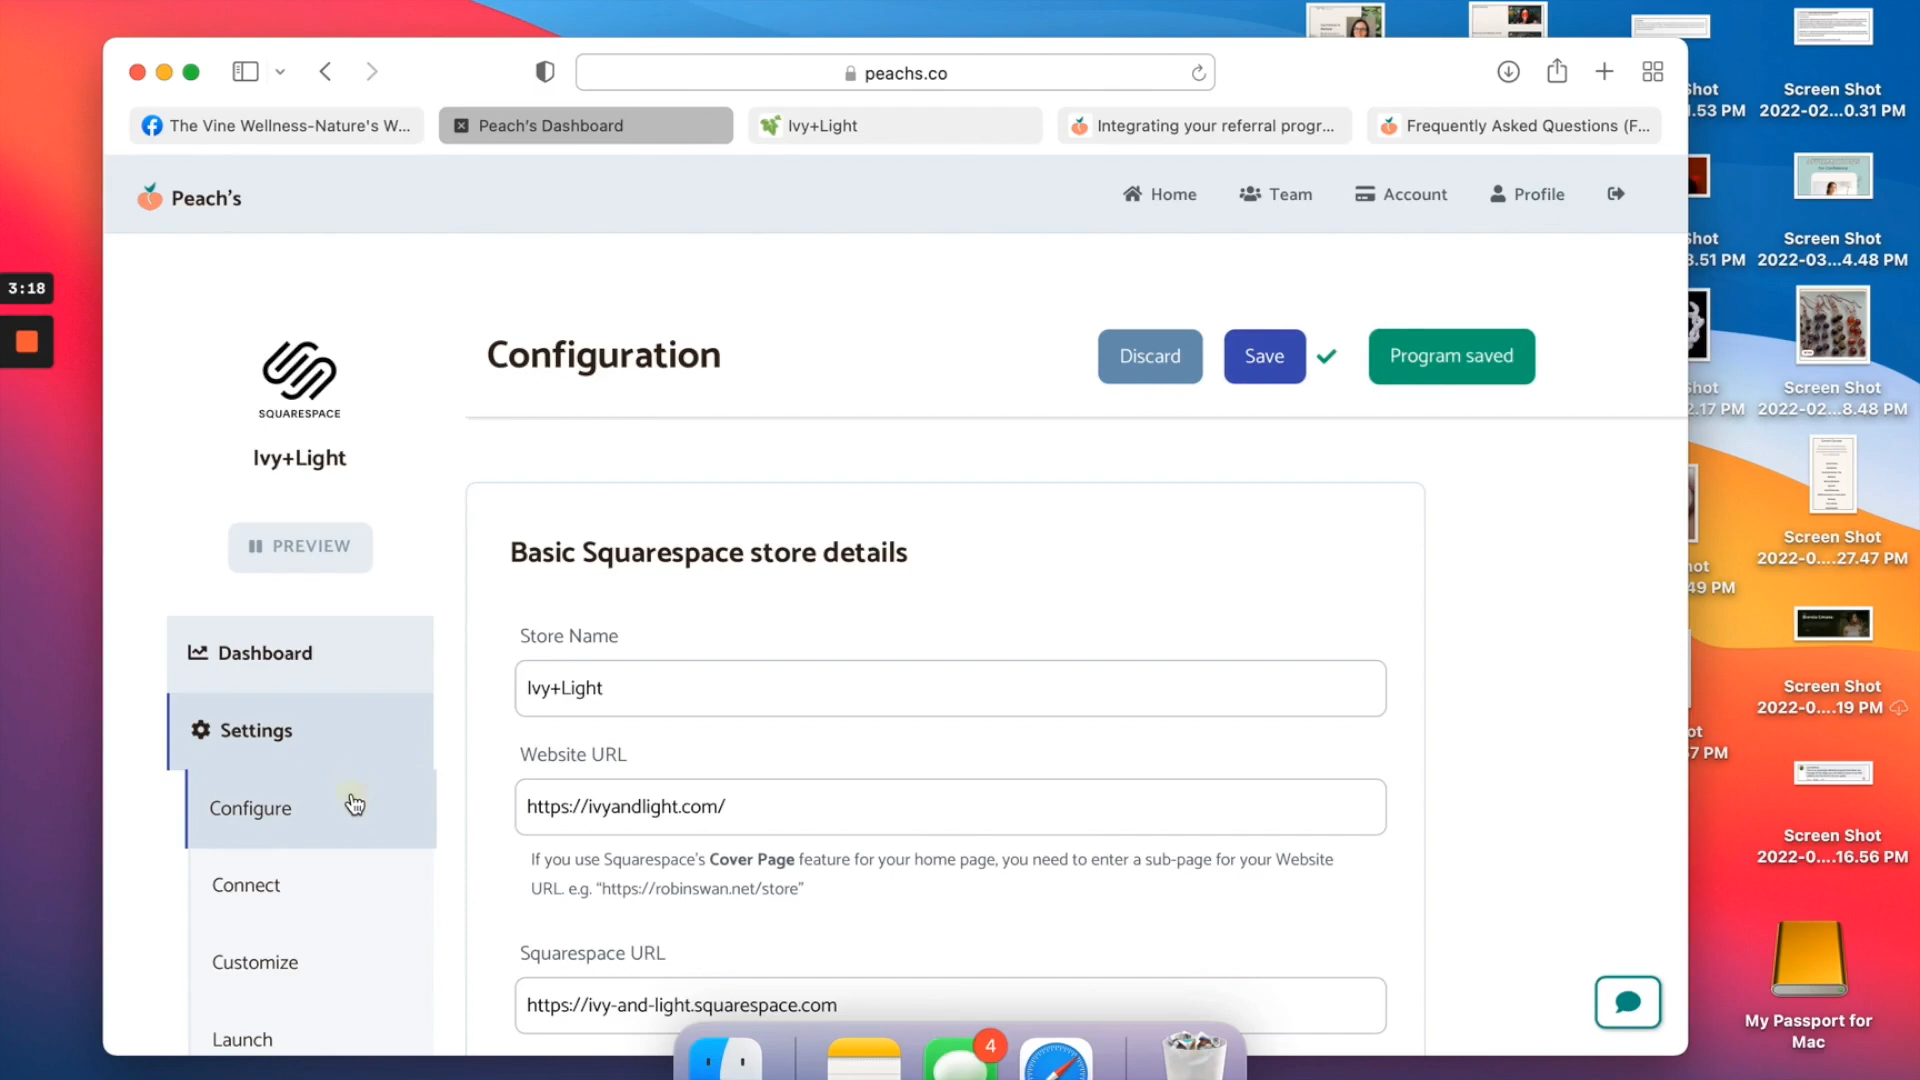 peachs.co
The Vine Wellness-Nature's W...
Peach's Dashboard
Ivy+Light
Integrating your referral progr...
Frequently Asked Questions (F...
Peach's
Home
Team
Account
Profile
3:18
SQUARESPACE
Ivy+Light
PREVIEW
Dashboard
Settings
Configure
Connect
Customize
Launch
Configuration
Discard
Save
Program saved
Basic Squarespace store details
Store Name
Ivy+Light
Website URL
https://ivyandlight.com/
If you use Squarespace's Cover Page feature for your home page, you need to enter a sub-page for your Website
URL. e.g. “https://robinswan.net/store”
Squarespace URL
https://ivy-and-light.squarespace.com
4
Screen Shot
2022-02...0.31 PM
Screen Shot
2022-03...4.48 PM
Screen Shot
2022-02...8.48 PM
Screen Shot
2022-0....27.47 PM
Screen Shot
2022-0....19 PM
Screen Shot
2022-0....16.56 PM
My Passport for
Mac